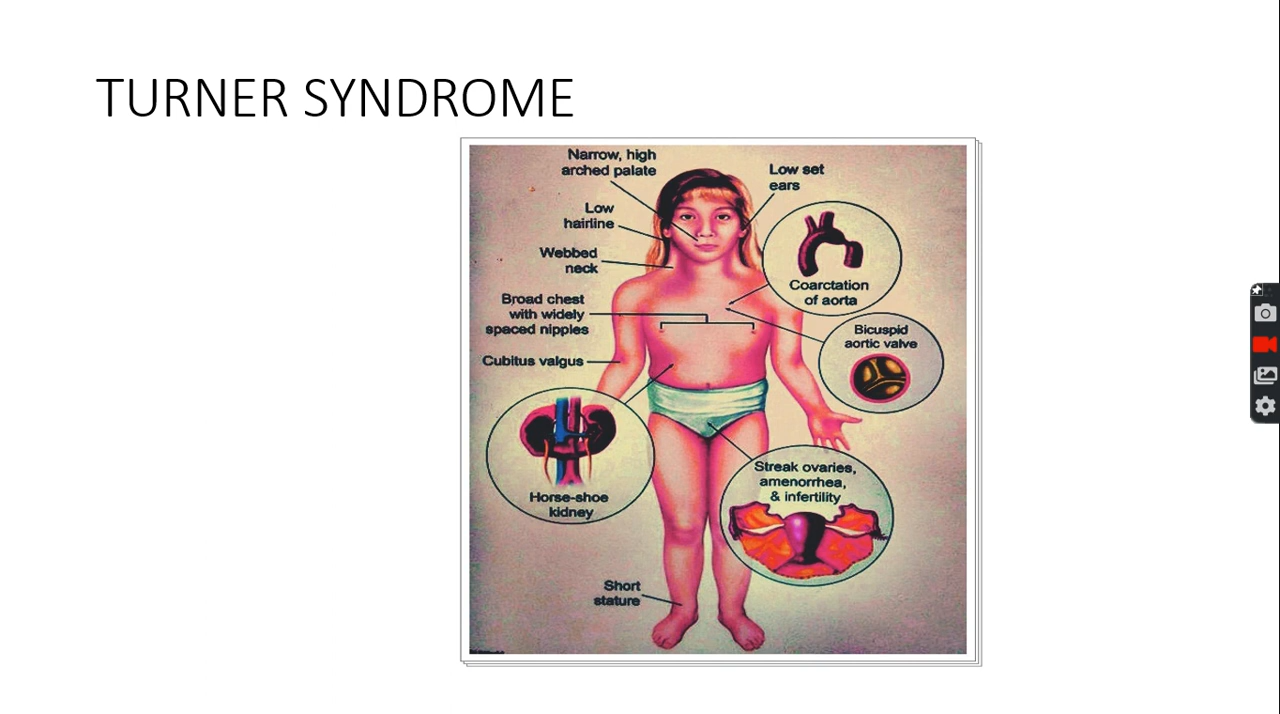 TURNER SYNDROME
Narrow, high
arched palate
Low set
ears
Low
hairline
Webbed
neck
Coarctation
of aorta
Broad chest
with widely
spaced nipples
Bicuspid
aortic valve
Cubitus valgus
Streak ovaries,
amenorrhea,
& infertility
Horse-shoe
kidney
Short
stature